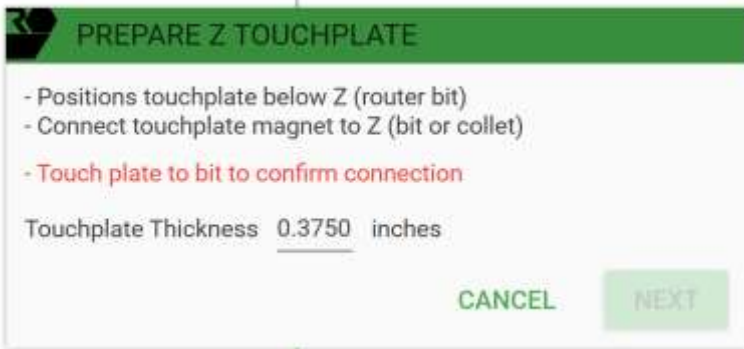 PREPARE Z TOUCHPLATE
- Positions touchplate below Z (router bit)
- Connect touchplate magnet to Z (bit or collet)
- Touch plate to bit to confirm connection
Touchplate Thickness 0.3750 inches
CANCEL NEXT